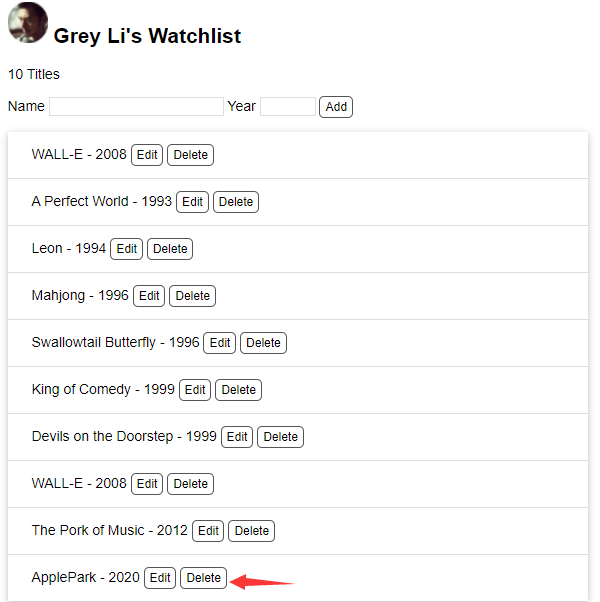 Grey Li's Watchlist
10 Titles
Name Year Add
WALL-E - 2008 Edit Delete
A Perfect World - 1993 Edit Delete
Leon - 1994 Edit Delete
Mahjong - 1996 Edit Delete
Swallowtail Butterfly - 1996 Edit Delete
King of Comedy - 1999 Edit Delete
Devils on the Doorstep - 1999 Edit Delete
WALL-E - 2008 Edit Delete
The Pork of Music - 2012 Edit Delete
ApplePark - 2020 Edit Delete